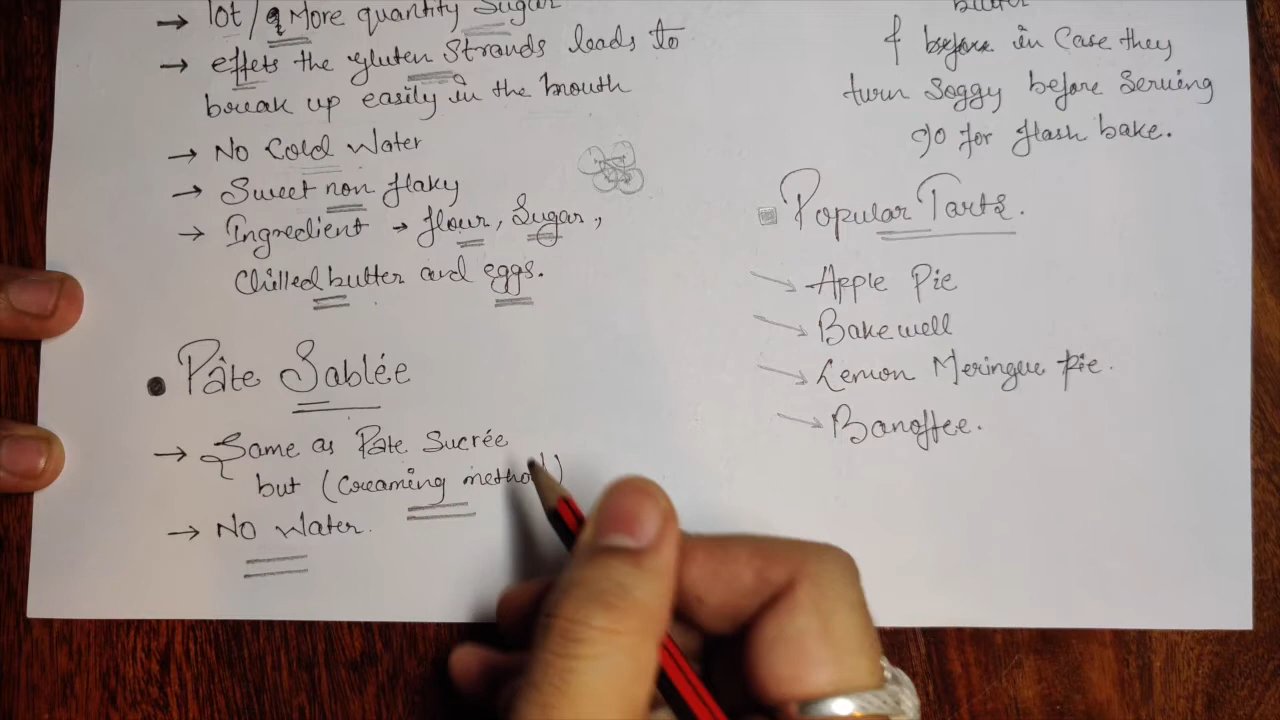 → lot / More quantity Sugar
→ effets the gluten Strands leads to
break up easily in the mouth
→ No Cold Water
→ Sweet non flaky
→ Ingredient → flour, Sugar,
Chilled butter and eggs.
• Pâte Sablée
→ Same as Pâte Sucrée
but (Creaming method)
→ No Water.
before in Case they
turn Soggy before Serving
go for flash bake.
Popular Tarts.
→ Apple Pie
→ Bakewell
→ Lemon Meringue Pie.
→ Banoffee.